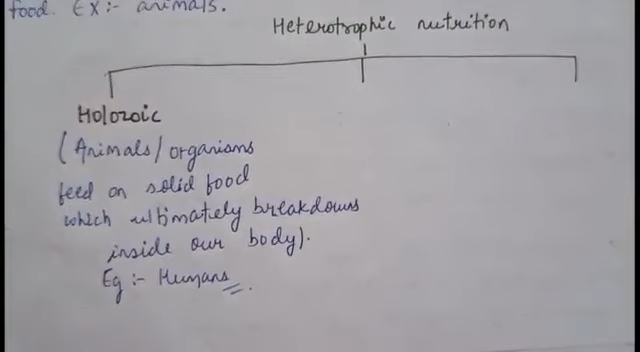 food. Ex:- animals.
Heterotrophic nutrition
Holozoic
(Animals/organisms
feed on solid food
which ultimately breakdowns
inside our body).
Eg:- Humans.